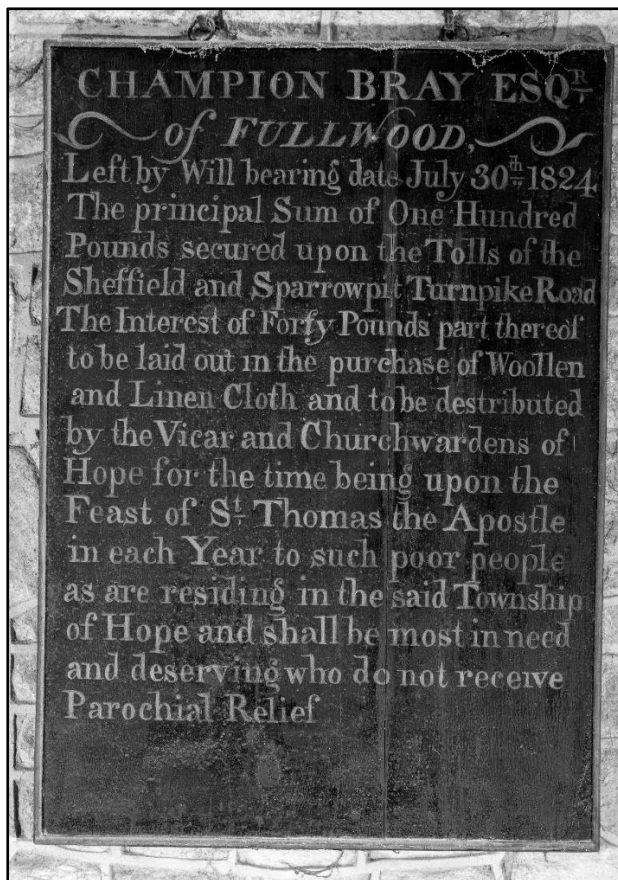 CHAMPION BRAY ESQR
of FULLWOOD,
Left by Will bearing date July 30th 1824
The principal Sum of One Hundred
Pounds secured upon the Tolls of the
Sheffield and Sparrowpit Turnpike Road
The Interest of Forty Pounds part thereof
to be laid out in the purchase of Woollen
and Linen Cloth and to be destributed
by the Vicar and Churchwardens of
Hope for the time being upon the
Feast of St. Thomas the Apostle
in each Year to such poor people
as are residing in the said Township
of Hope and shall be most in need
and deserving who do not receive
Parochial Relief